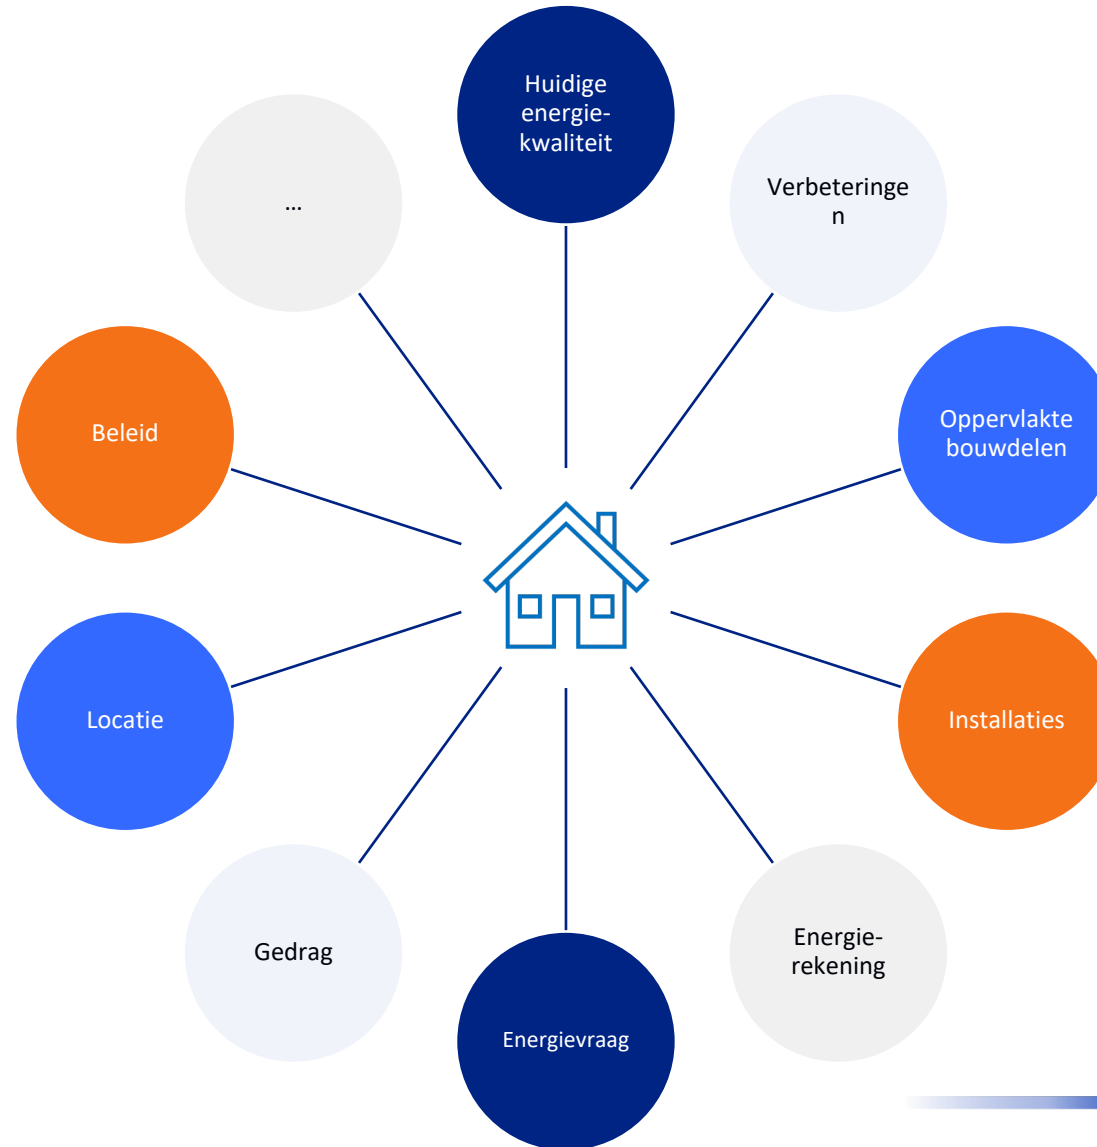 Huidige
energie-
kwaliteit
Verbeteringe
n
Oppervlakte
bouwdelen
Installaties
Energie-
rekening
Energievraag
Gedrag
Locatie
Beleid
...